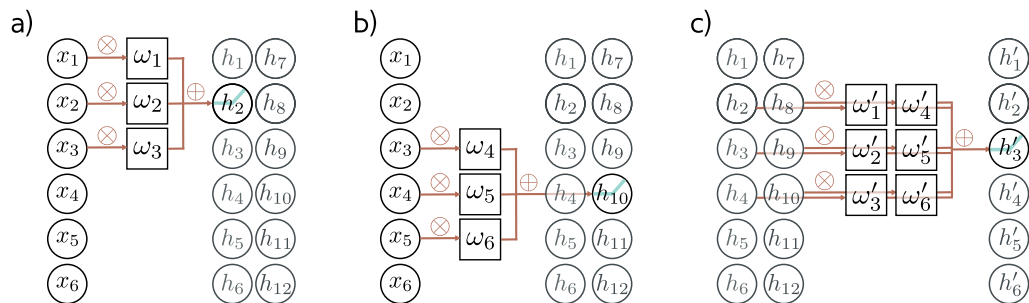 a) b) c)
x₁ ⊗ ω₁ h₁ h₇ x₁ h₁ h₇ h₁ h₇ h′₁
x₂ ⊗ ω₂ ⊕ h₂ h₈ x₂ h₂ h₈ h₂ h₈ ⊗ ω′₁ ω′₄ h′₂
x₃ ⊗ ω₃ h₃ h₉ x₃ ⊗ ω₄ h₃ h₉ h₃ h₉ ⊗ ω′₂ ω′₅ ⊕ h′₃
x₄ h₄ h₁₀ x₄ ⊗ ω₅ ⊕ h₄ h₁₀ h₄ h₁₀ ⊗ ω′₃ ω′₆ h′₄
x₅ h₅ h₁₁ x₅ ⊗ ω₆ h₅ h₁₁ h₅ h₁₁ h′₅
x₆ h₆ h₁₂ x₆ h₆ h₁₂ h₆ h₁₂ h′₆